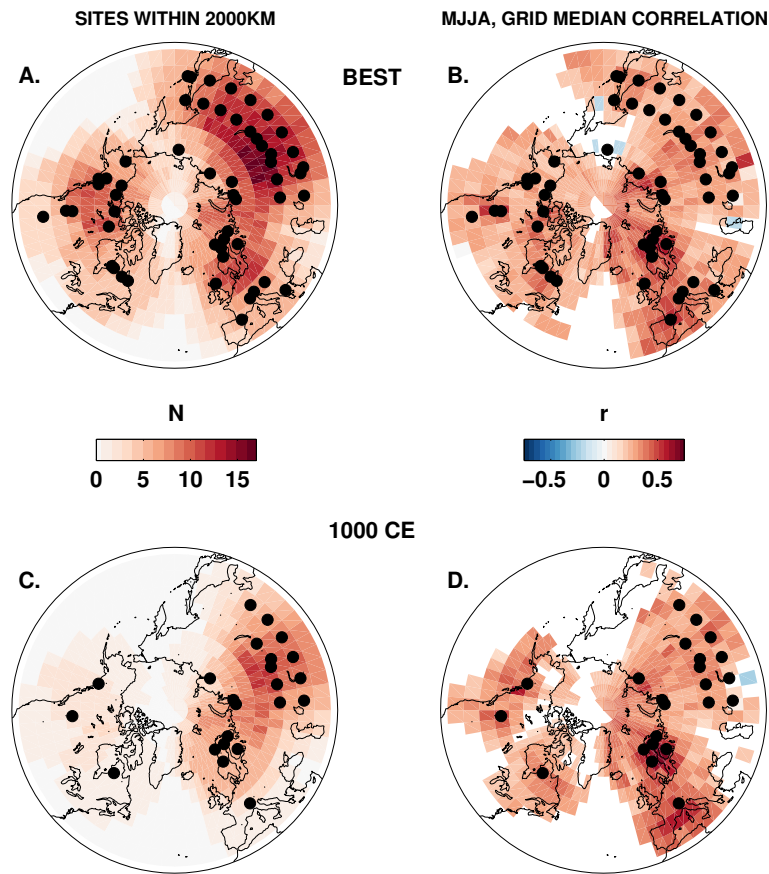 SITES WITHIN 2000KM
MJJA, GRID MEDIAN CORRELATION
A.
BEST
B.
N
r
0 5 10 15
−0.5 0 0.5
1000 CE
C.
D.